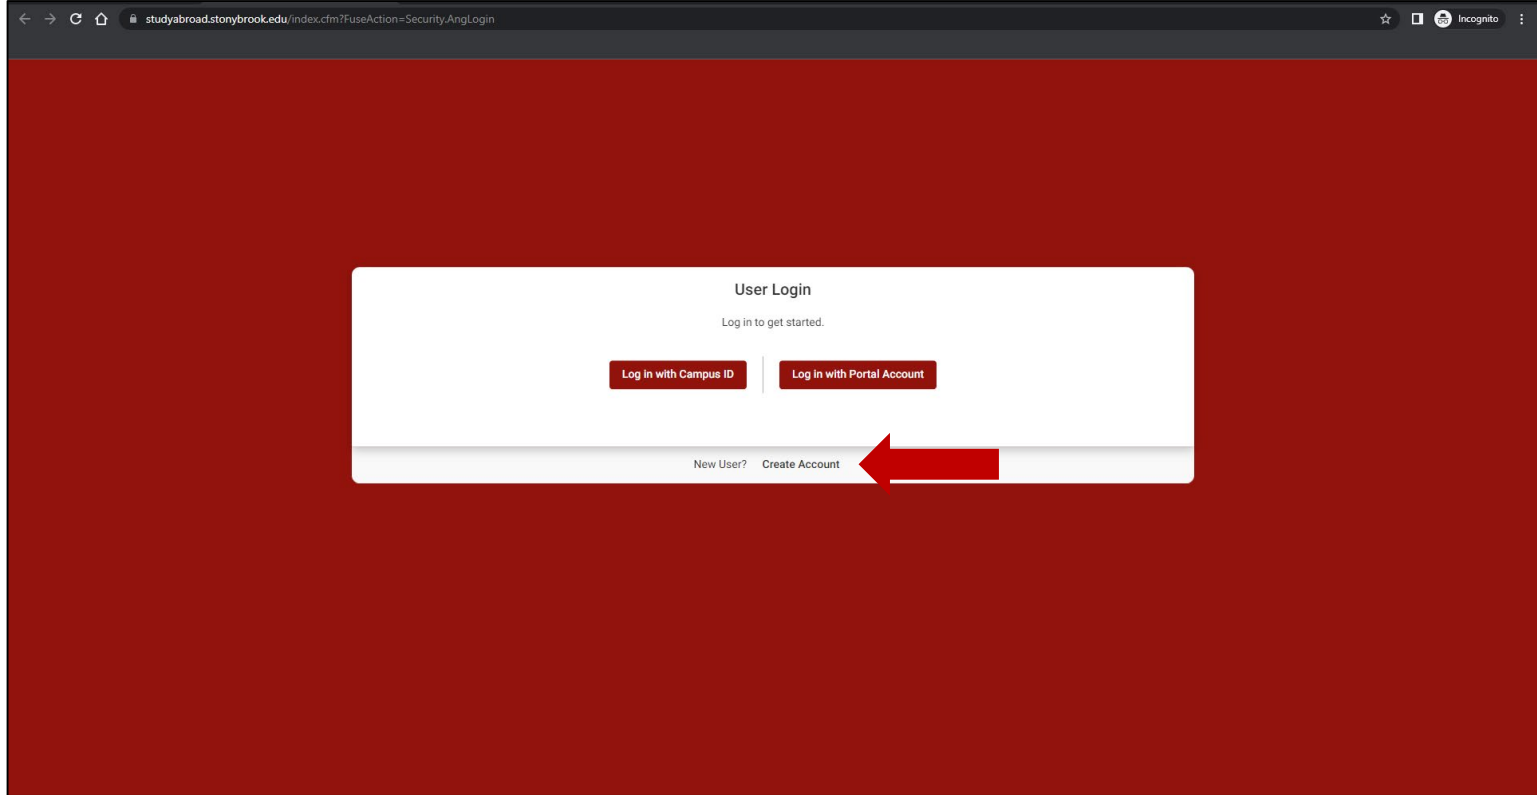 studyabroad.stonybrook.edu/index.cfm?FuseAction=Security.AngLogin
Incognito
User Login
Log in to get started.
Log in with Campus ID
Log in with Portal Account
New User? Create Account